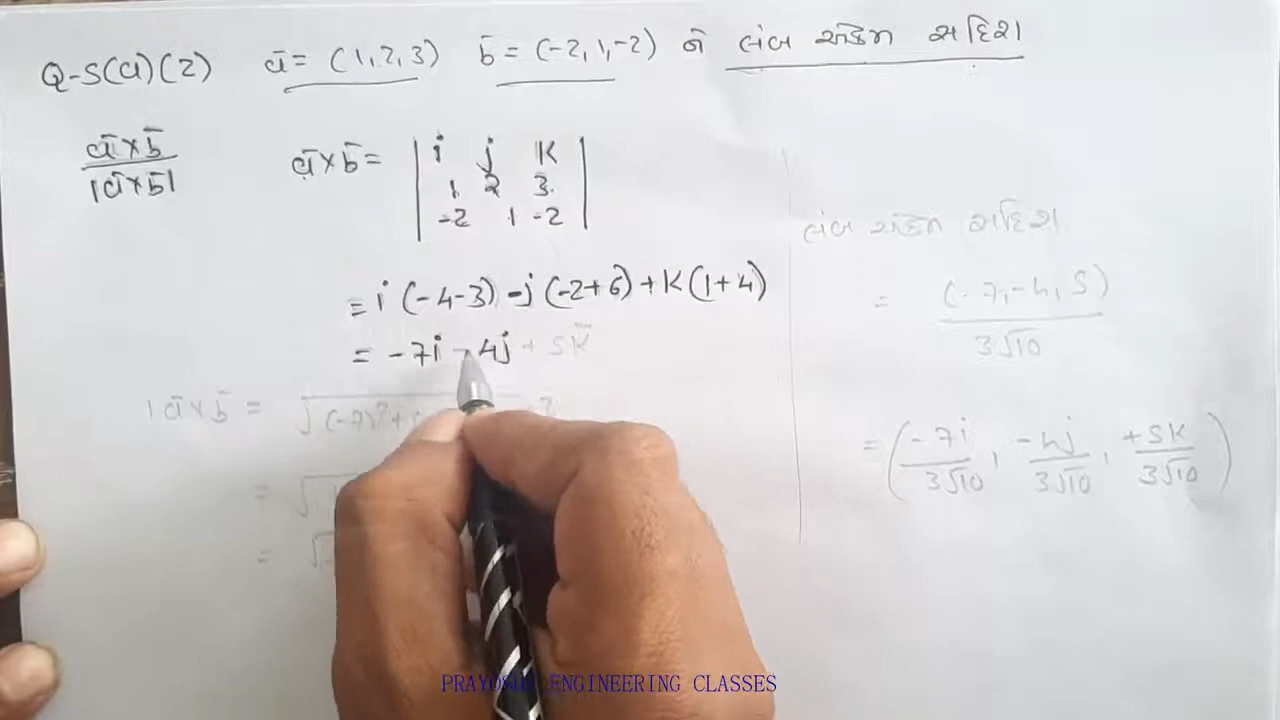 Q-5(a)(2) ā = (1,2,3) b̄ = (-2,1,-2) ને લંબ એકમ સદિશ
ā×b̄
|ā×b̄|
ā×b̄ =
i j k
1 2 3
-2 1 -2
= i(-4-3) -j(-2+6) +k(1+4)
= -7i -4j + 5k
|ā×b̄ = √(-7)²+
= √
= √
લંબ એકમ સદિશ
= (-7,-4,5)
3√10
= (-7i/3√10, -4j/3√10, +5k/3√10)
PRAYOSHA ENGINEERING CLASSES